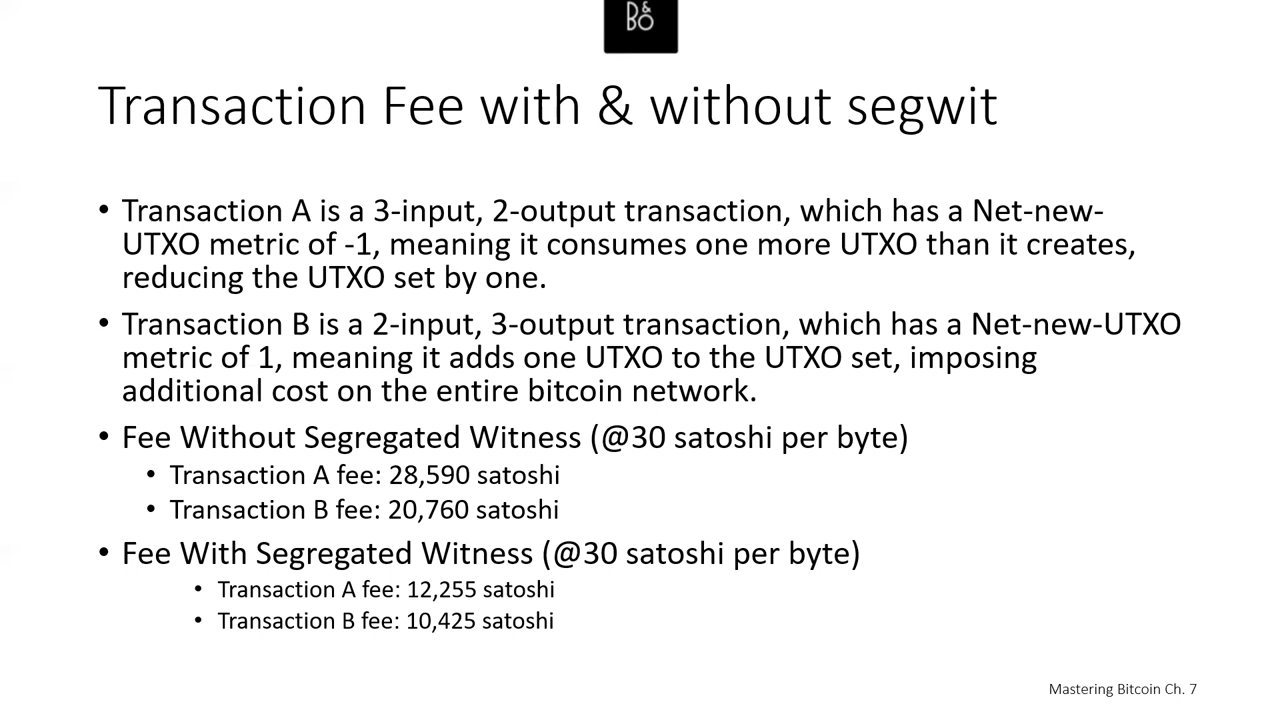 B&O
Transaction Fee with & without segwit
• Transaction A is a 3-input, 2-output transaction, which has a Net-new-
UTXO metric of -1, meaning it consumes one more UTXO than it creates,
reducing the UTXO set by one.
• Transaction B is a 2-input, 3-output transaction, which has a Net-new-UTXO
metric of 1, meaning it adds one UTXO to the UTXO set, imposing
additional cost on the entire bitcoin network.
• Fee Without Segregated Witness (@30 satoshi per byte)
• Transaction A fee: 28,590 satoshi
• Transaction B fee: 20,760 satoshi
• Fee With Segregated Witness (@30 satoshi per byte)
• Transaction A fee: 12,255 satoshi
• Transaction B fee: 10,425 satoshi
Mastering Bitcoin Ch. 7